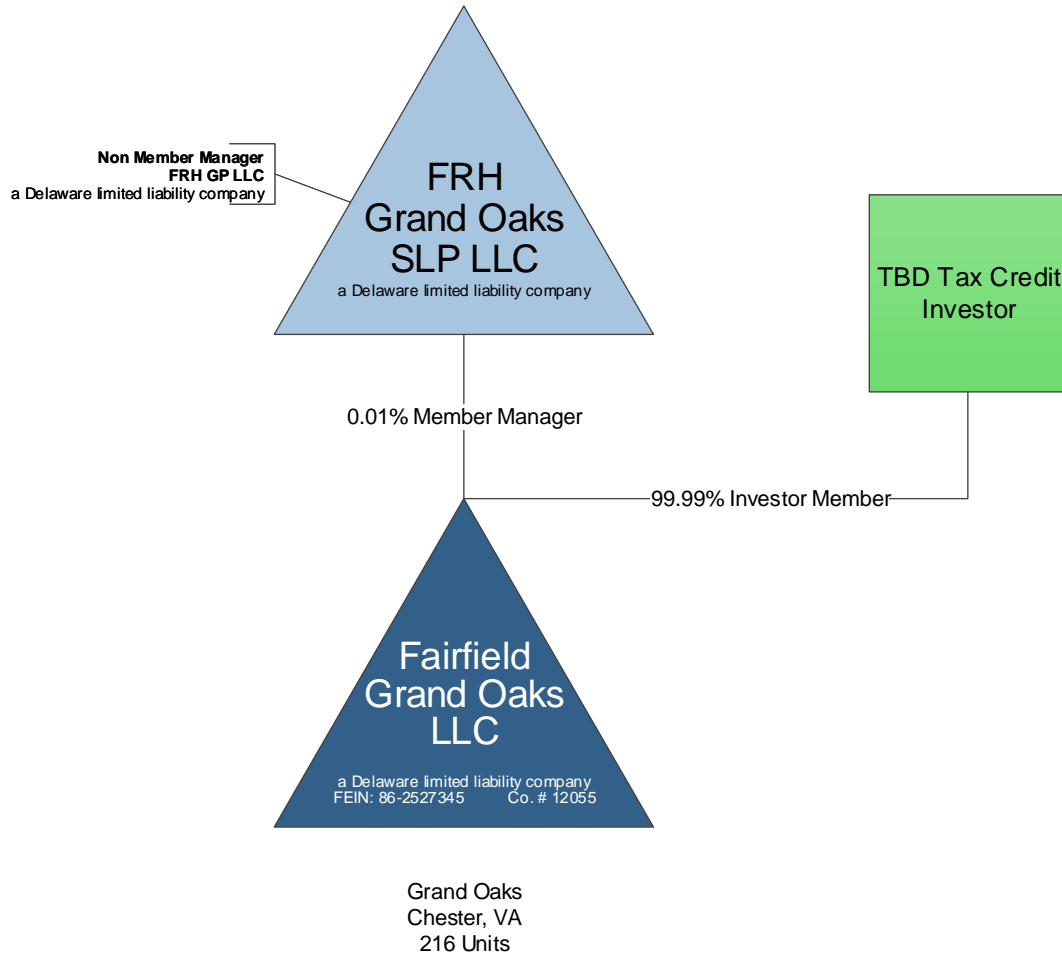 Non Member Manager
FRH GP LLC
a Delaware limited liability company
FRH
Grand Oaks
SLP LLC
a Delaware limited liability company
TBD Tax Credit
Investor
0.01% Member Manager
99.99% Investor Member
Fairfield
Grand Oaks
LLC
a Delaware limited liability company
FEIN: 86-2527345 Co. # 12055
Grand Oaks
Chester, VA
216 Units